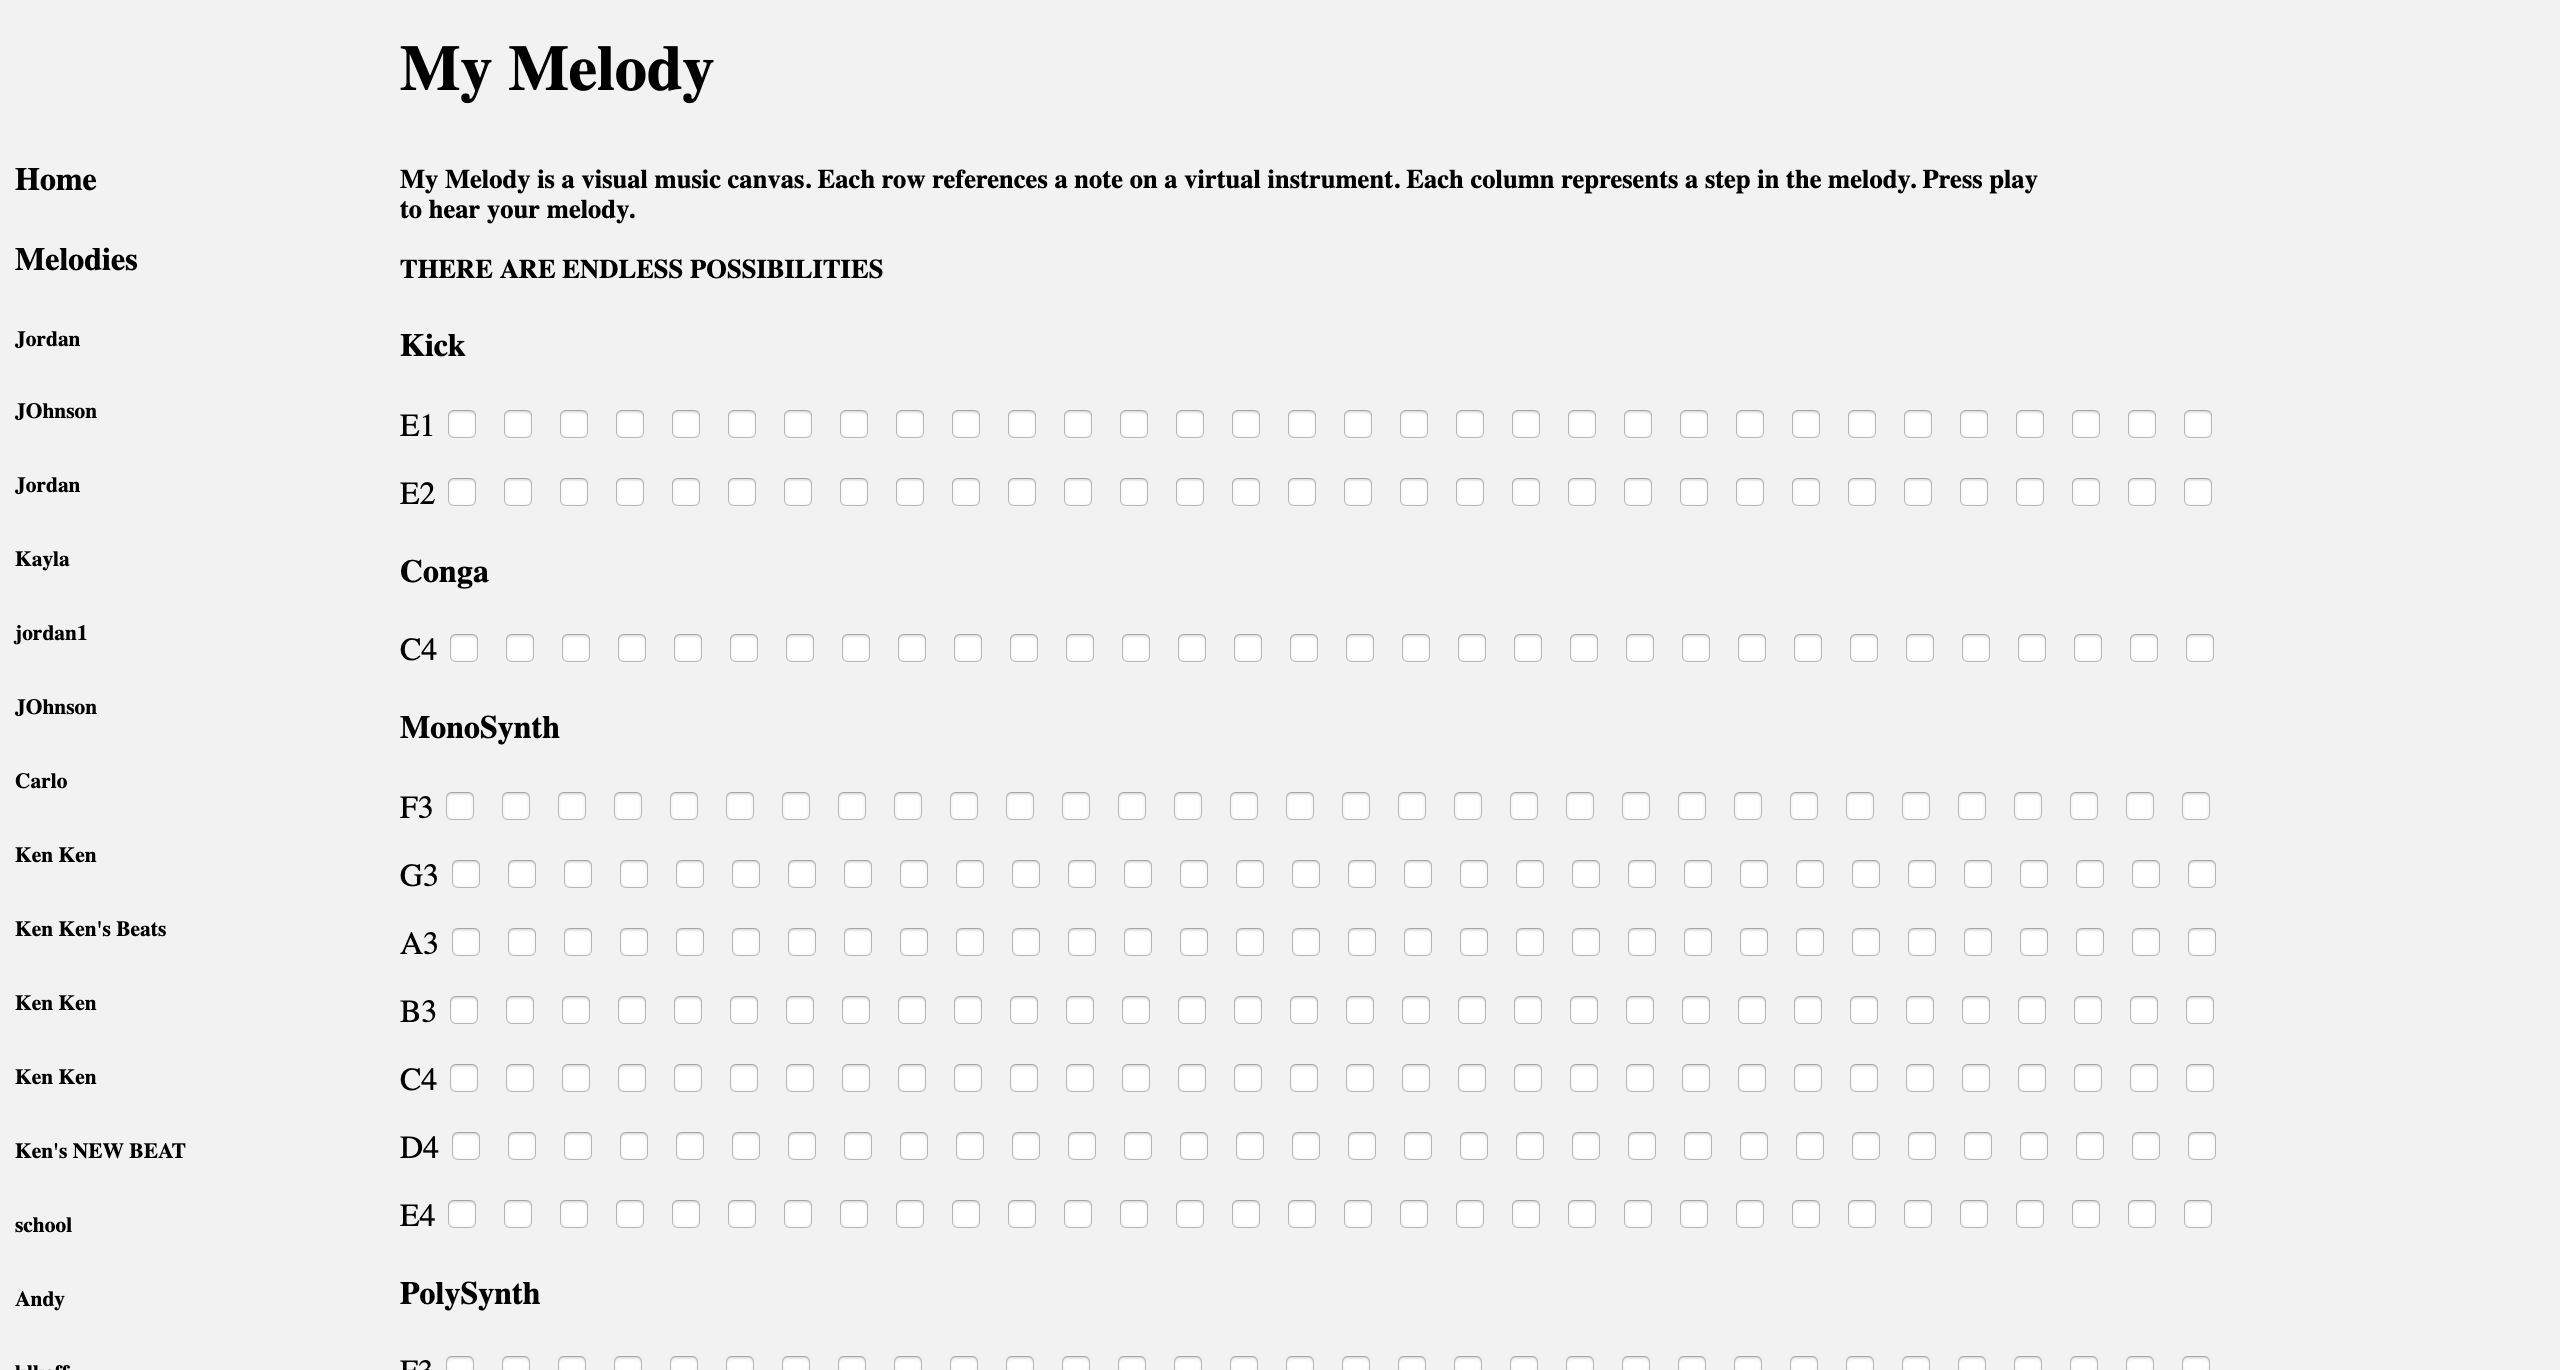 My Melody
Home
Melodies
Jordan
JOhnson
Jordan
Kayla
jordan1
JOhnson
Carlo
Ken Ken
Ken Ken's Beats
Ken Ken
Ken Ken
Ken's NEW BEAT
school
Andy
My Melody is a visual music canvas. Each row references a note on a virtual instrument. Each column represents a step in the melody. Press play
to hear your melody.
THERE ARE ENDLESS POSSIBILITIES
Kick
E1
E2
Conga
C4
MonoSynth
F3
G3
A3
B3
C4
D4
E4
PolySynth
F3